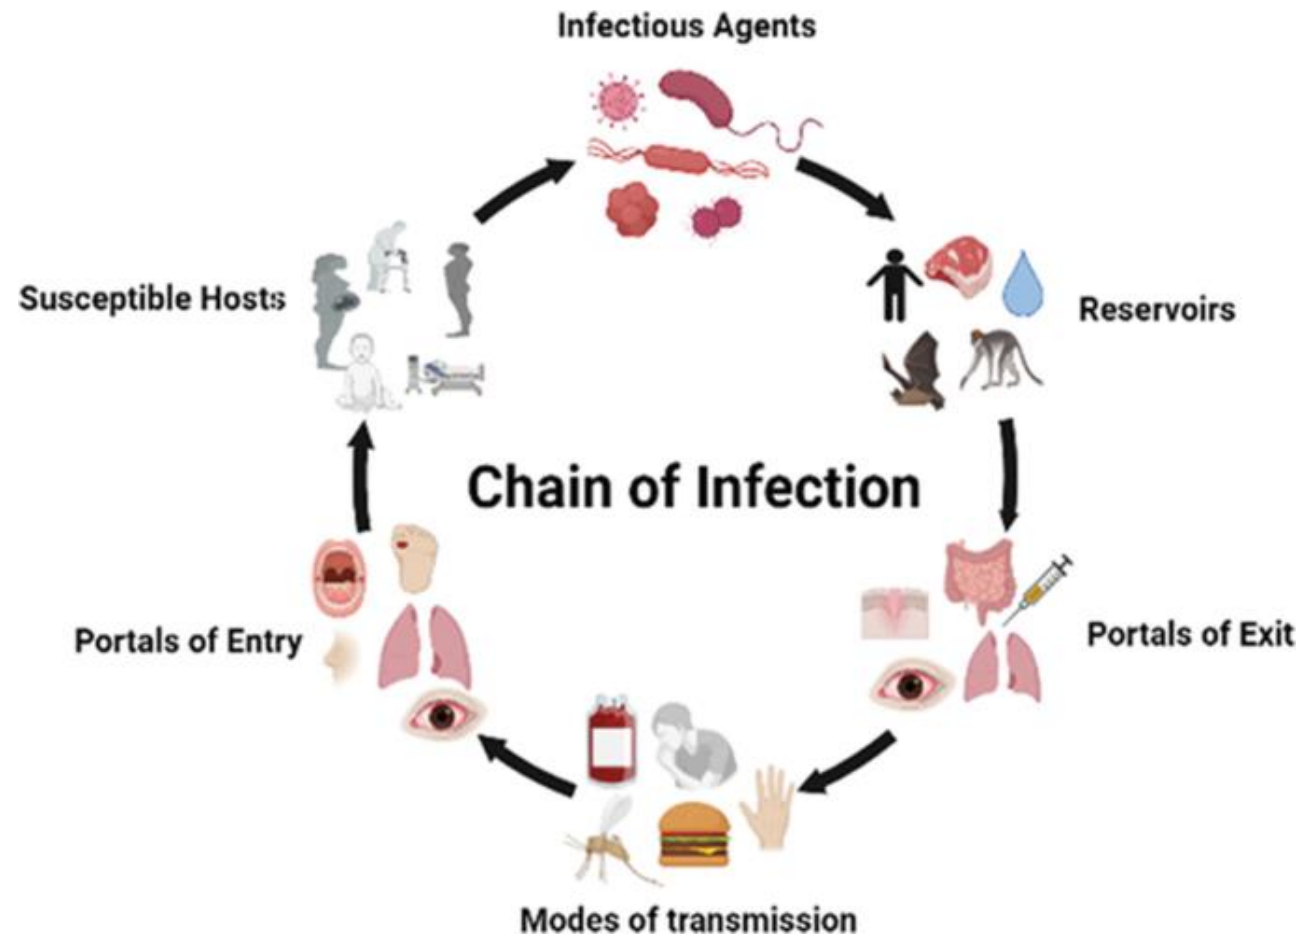 Infectious Agents
Reservoirs
Portals of Exit
Modes of transmission
Portals of Entry
Susceptible Hosts
Chain of Infection